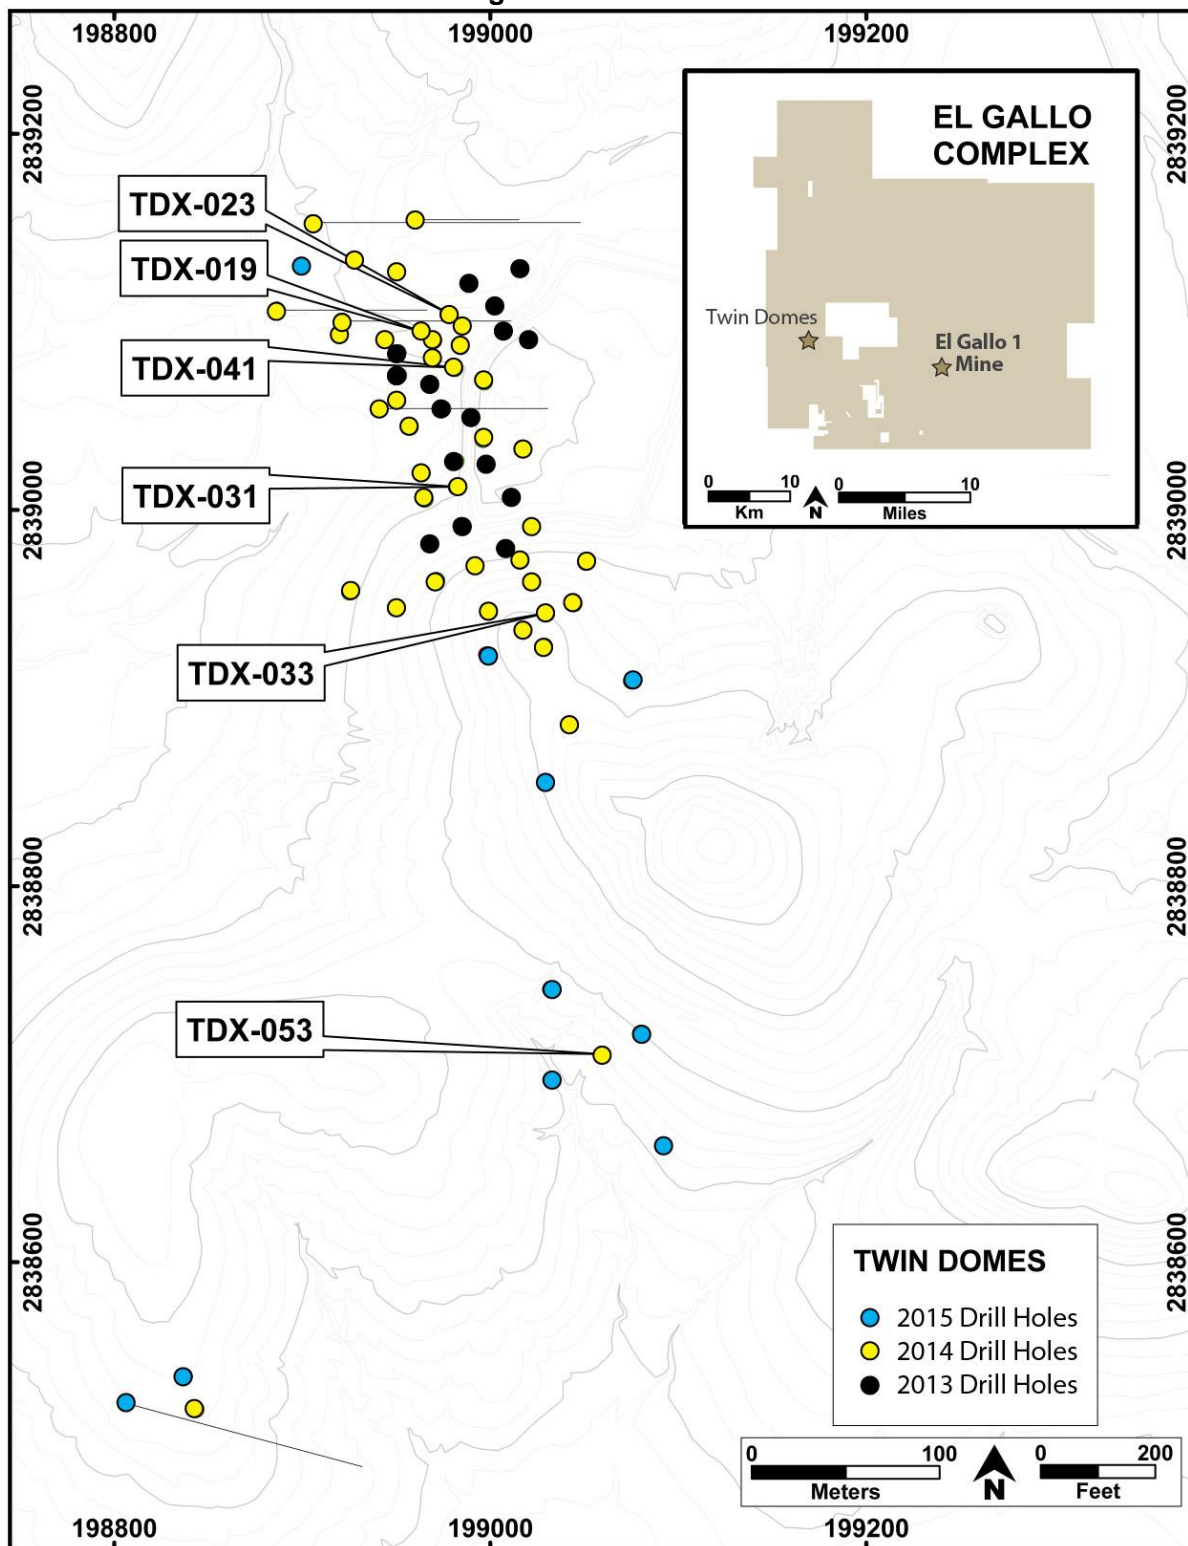 198800
199000
199200
2839200
2839200
EL GALLO
COMPLEX
TDX-023
TDX-019
Twin Domes
El Gallo 1
Mine
TDX-041
TDX-031
0
10
0
10
Km
N
Miles
2839000
2839000
TDX-033
2838800
2838800
TDX-053
2838600
2838600
TWIN DOMES
2015 Drill Holes
2014 Drill Holes
2013 Drill Holes
0
100
0
200
Meters
N
Feet
198800
199000
199200